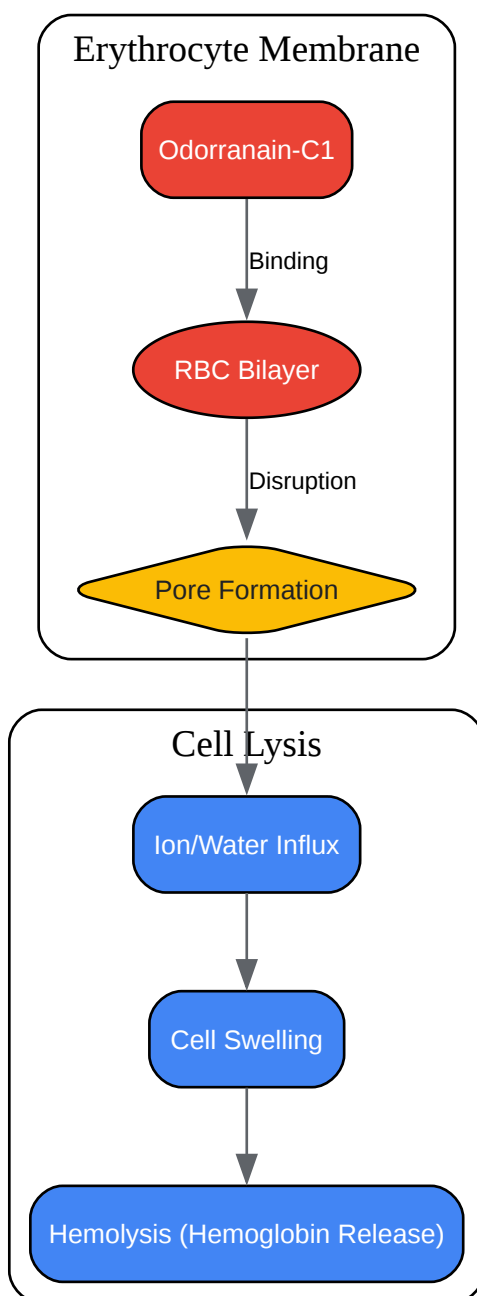 Erythrocyte Membrane
Odorranain-C1
Binding
RBC Bilayer
Disruption
Pore Formation
Cell Lysis
Ion/Water Influx
Cell Swelling
Hemolysis (Hemoglobin Release)